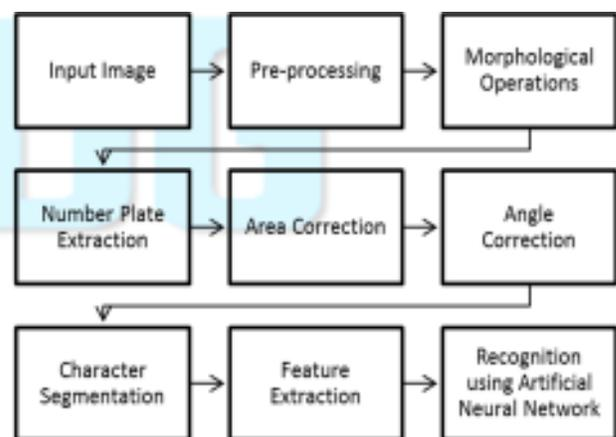 Input Image
Pre-processing
Morphological
Operations
Number Plate
Extraction
Area Correction
Angle
Correction
Character
Segmentation
Feature
Extraction
Recognition
using Artificial
Neural Network